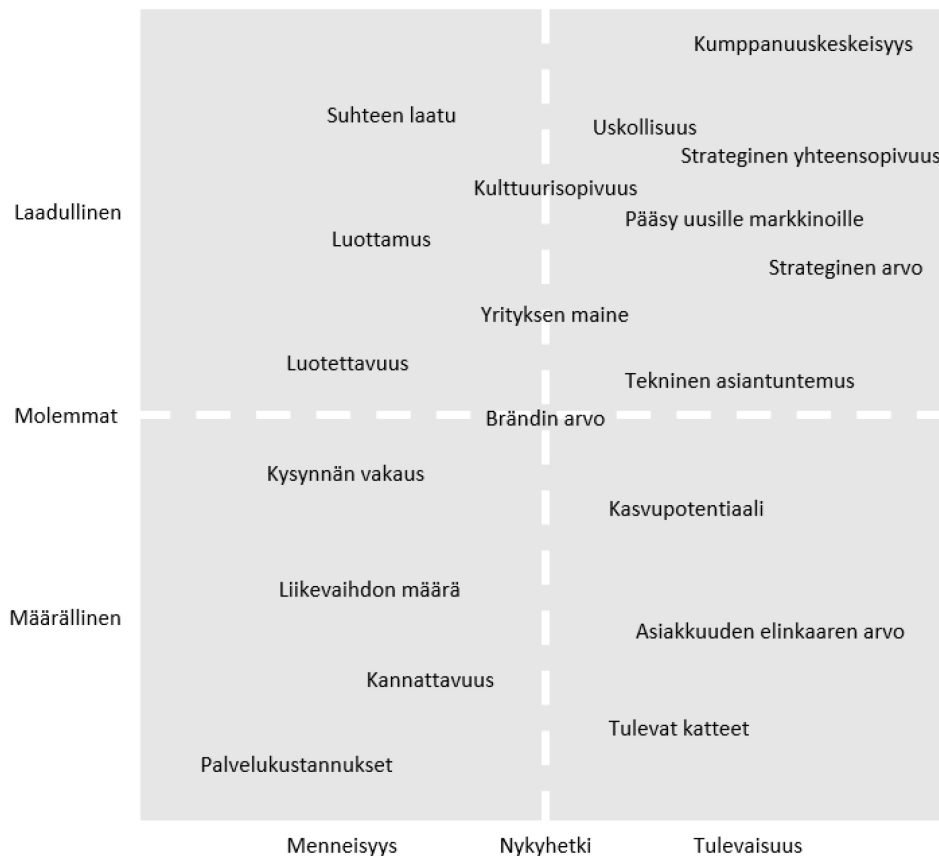 Kumppanuuskeskeisyys
Suhteen laatu
Uskollisuus
Strateginen yhteensopivuus
Kulttuurisopivuus
Laadullinen
Pääsy uusille markkinoille
Luottamus
Strateginen arvo
Yrityksen maine
Luotettavuus
Tekninen asiantuntemus
Molemmat
Brändin arvo
Kysynnän vakaus
Kasvupotentiaali
Liikevaihdon määrä
Määrällinen
Asiakkuuden elinkaaren arvo
Kannattavuus
Tulevat katteet
Palvelukustannukset
Menneisyys
Nykyhetki
Tulevaisuus